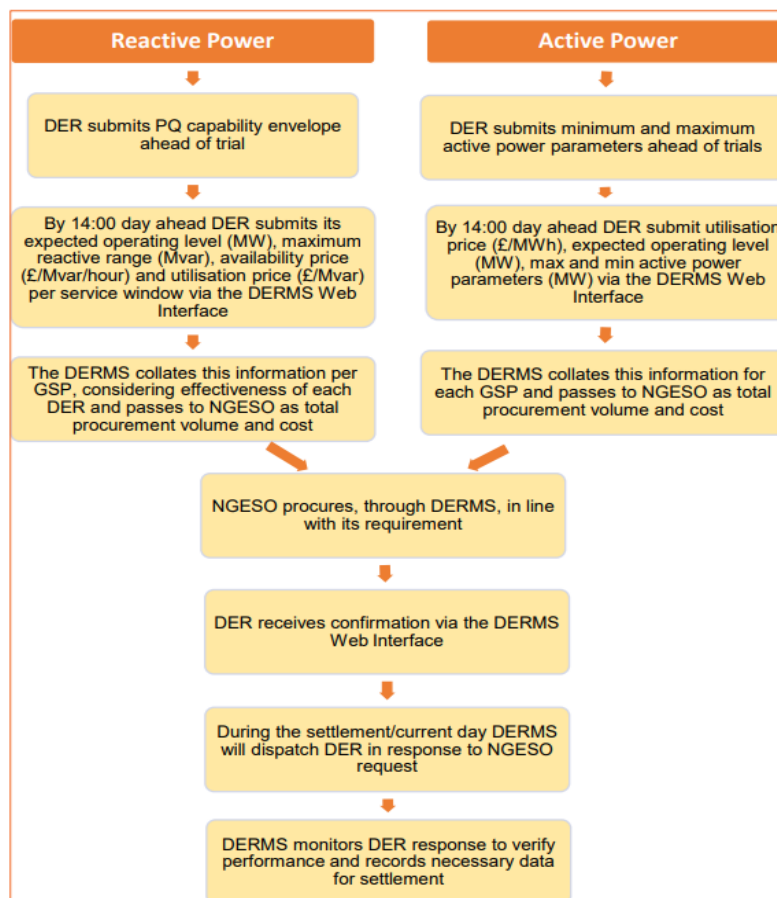 Reactive Power
DER submits PQ capability envelope
ahead of trial
By 14:00 day ahead DER submits its
expected operating level (MW), maximum
reactive range (Mvar), availability price
(£/Mvar/hour) and utilisation price (£/Mvar)
per service window via the DERMS Web
Interface
The DERMS collates this information per
GSP, considering effectiveness of each
DER and passes to NGESO as total
procurement volume and cost
Active Power
DER submits minimum and maximum
active power parameters ahead of trials
By 14:00 day ahead DER submit utilisation
price (£/MWh), expected operating level
(MW), max and min active power
parameters (MW) via the DERMS Web
Interface
The DERMS collates this information for
each GSP and passes to NGESO as total
procurement volume and cost
NGESO procures, through DERMS, in line
with its requirement
DER receives confirmation via the DERMS
Web Interface
During the settlement/current day DERMS
will dispatch DER in response to NGESO
request
DERMS monitors DER response to verify
performance and records necessary data
for settlement